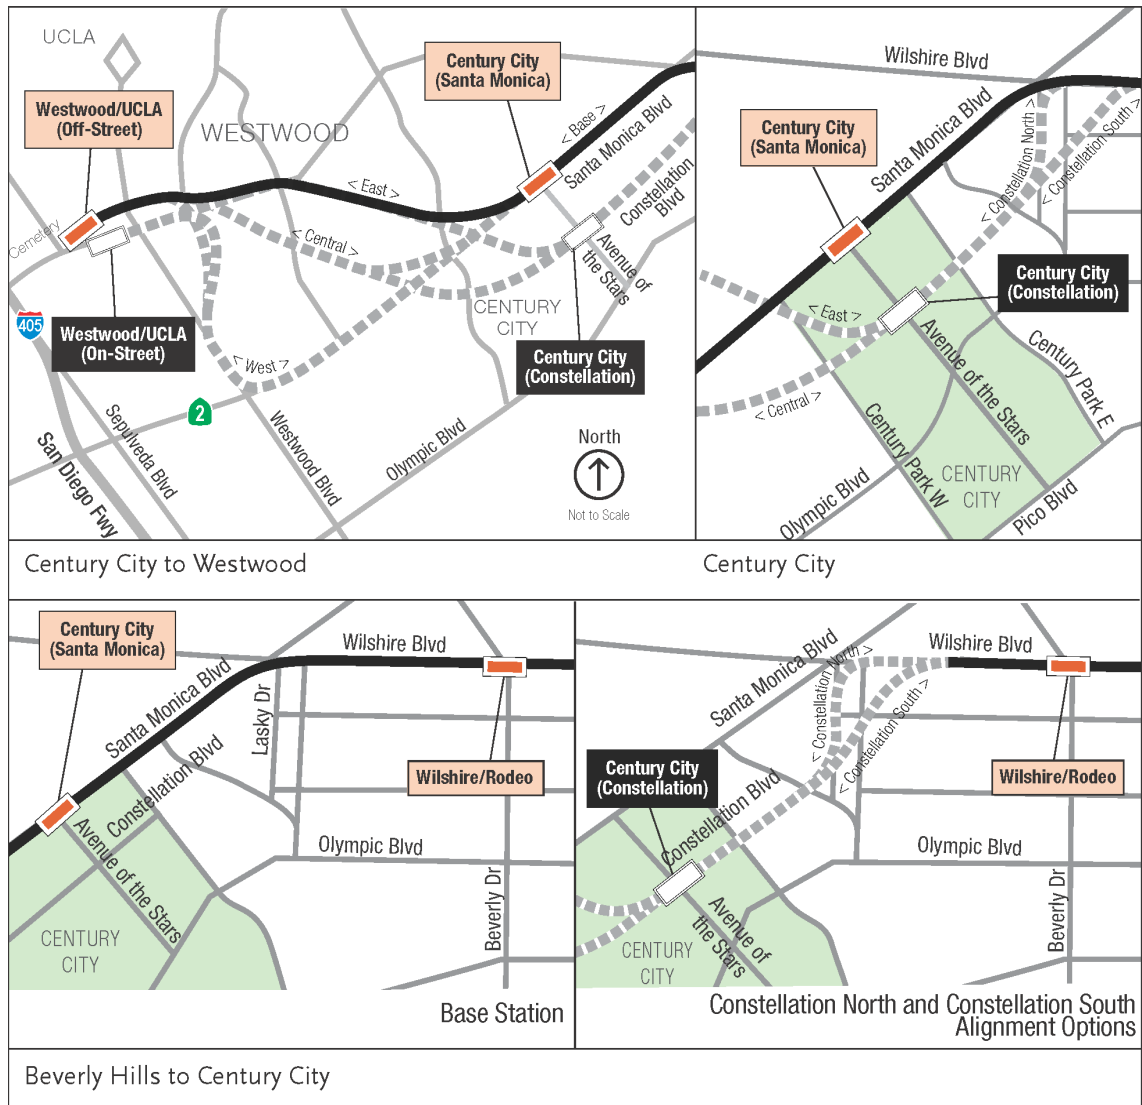 UCLA
Century City
(Santa Monica)
Westwood/UCLA
(Off-Street)
WESTWOOD
< Base >
Santa Monica Blvd
Constellation
Blvd
< East >
Cemetery
< Central >
Avenue of
the Stars
CENTURY
CITY
405
Westwood/UCLA
(On-Street)
< West >
Century City
(Constellation)
2
Sepulveda Blvd
Westwood Blvd
Olympic Blvd
San Diego Fwy
North
Not to Scale
Century City to Westwood
Wilshire Blvd
Santa Monica Blvd
Century City
(Santa Monica)
< Constellation North >
< Constellation South >
Century City
(Constellation)
< East >
< Central >
Avenue of the Stars
Century Park E
Century Park W
CENTURY
CITY
Olympic Blvd
Pico Blvd
Century City
Century City
(Santa Monica)
Wilshire Blvd
Santa Monica Blvd
Lasky Dr
Constellation Blvd
Wilshire/Rodeo
Avenue of the Stars
Olympic Blvd
Beverly Dr
CENTURY
CITY
Base Station
Santa Monica Blvd
Wilshire Blvd
< Constellation North >
< Constellation South >
Century City
(Constellation)
Constellation Blvd
Wilshire/Rodeo
Olympic Blvd
Avenue of
the Stars
Beverly Dr
CENTURY
CITY
Constellation North and Constellation South
Alignment Options
Beverly Hills to Century City